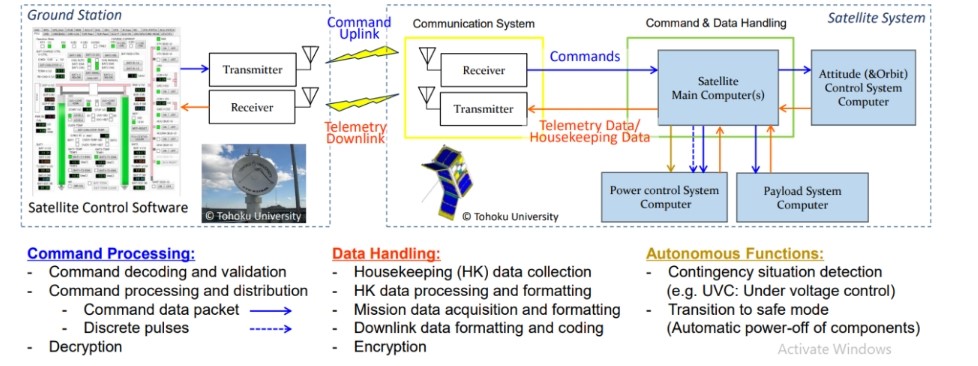 Ground Station
Satellite System
Command
Uplink
Communication System
Command & Data Handling
Transmitter
Receiver
Receiver
Transmitter
Commands
Satellite
Main Computer(s)
Attitude (&Orbit)
Control System
Computer
Telemetry
Downlink
Telemetry Data/
Housekeeping Data
Power control System
Computer
Payload System
Computer
Satellite Control Software
© Tohoku University
© Tohoku University
Command Processing:
- Command decoding and validation
- Command processing and distribution
- Command data packet
- Discrete pulses
- Decryption
Data Handling:
- Housekeeping (HK) data collection
- HK data processing and formatting
- Mission data acquisition and formatting
- Downlink data formatting and coding
- Encryption
Autonomous Functions:
- Contingency situation detection
(e.g. UVC: Under voltage control)
- Transition to safe mode
(Automatic power-off of components)
Activate Windows